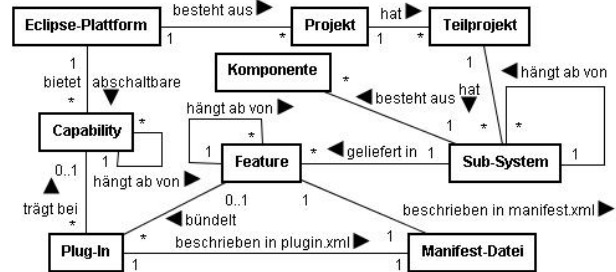 besteht aus
Eclipse-Plattform
1
*
Projekt
hat
1
*
Teilprojekt
1
bietet
abschaltbare
*
Komponente
*
besteht aus
hat
1
*
1
*
hängt ab von
Capability
*
1
hängt ab von
hängt ab von
*
1
Feature
*
geliefert in
1
Sub-System
1
0..1
trägt bei
*
0..1
1
bündelt
*
beschrieben in manifest.xml
Plug-In
1
beschrieben in plugin.xml
1
1
Manifest-Datei